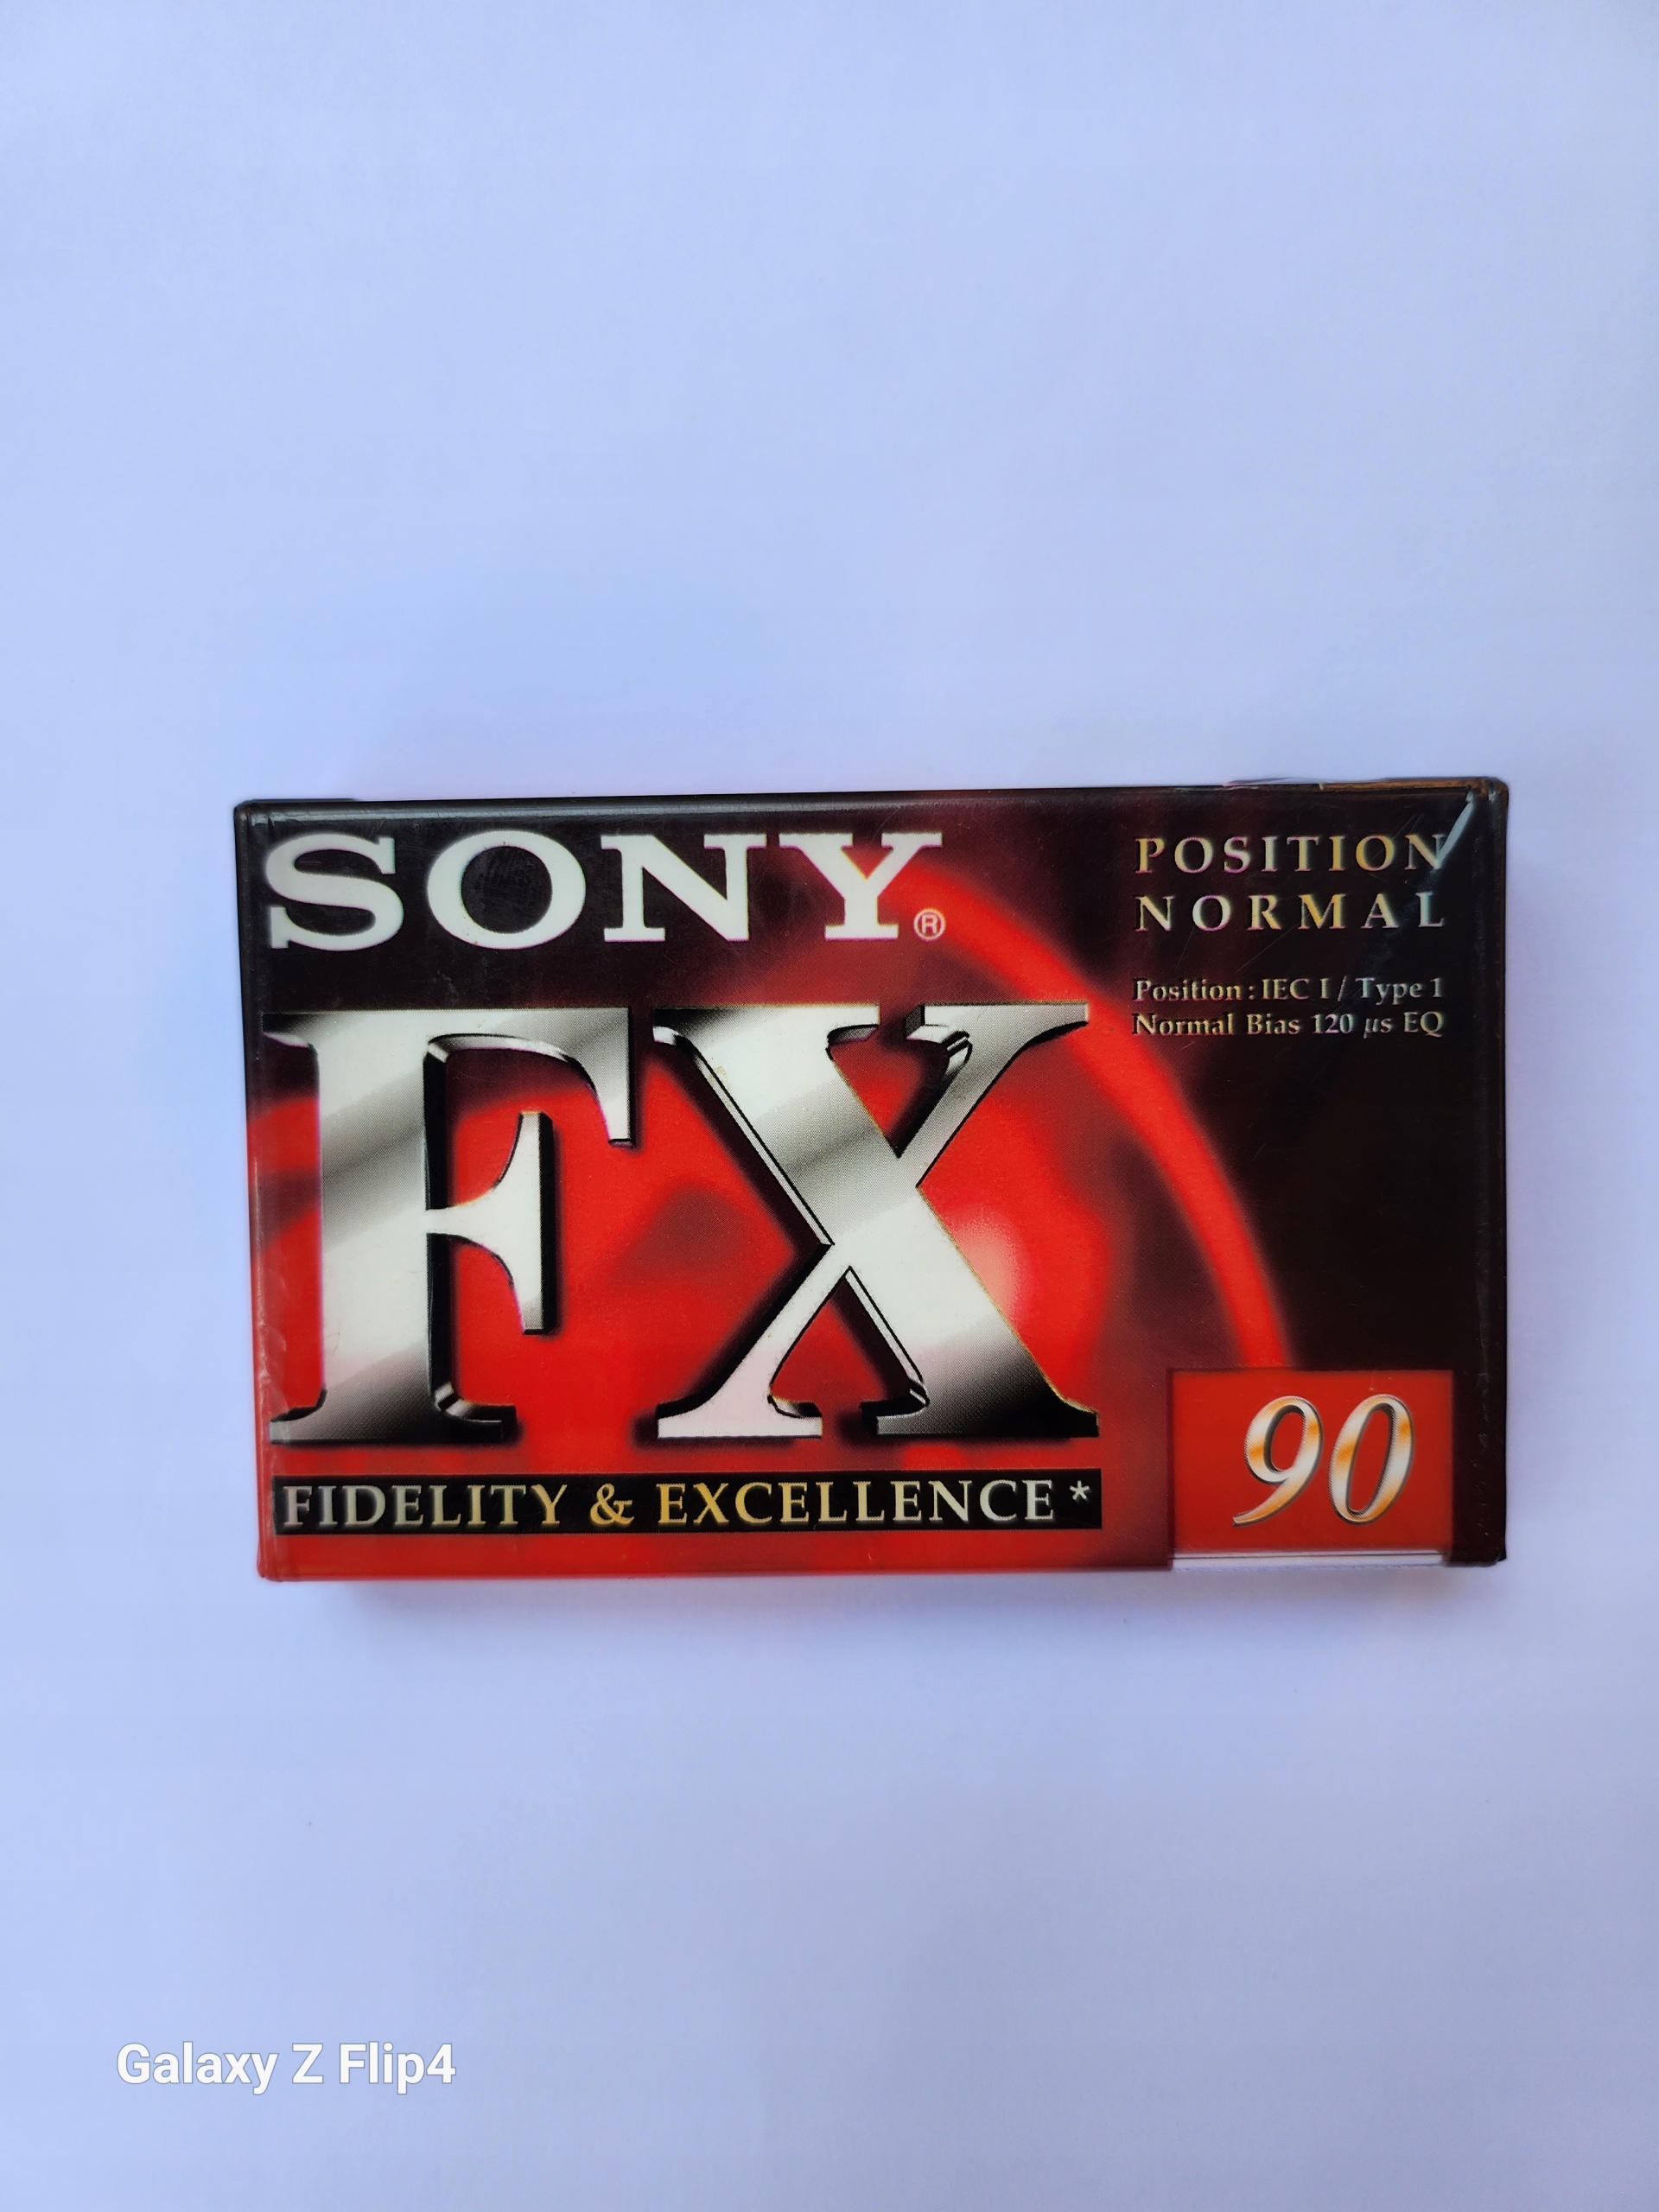 SONY®
POSITION
NORMAL
Position : IEC I / Type 1
Normal Bias 120 µs EQ
FX
FIDELITY & EXCELLENCE *
90
Galaxy Z Flip4